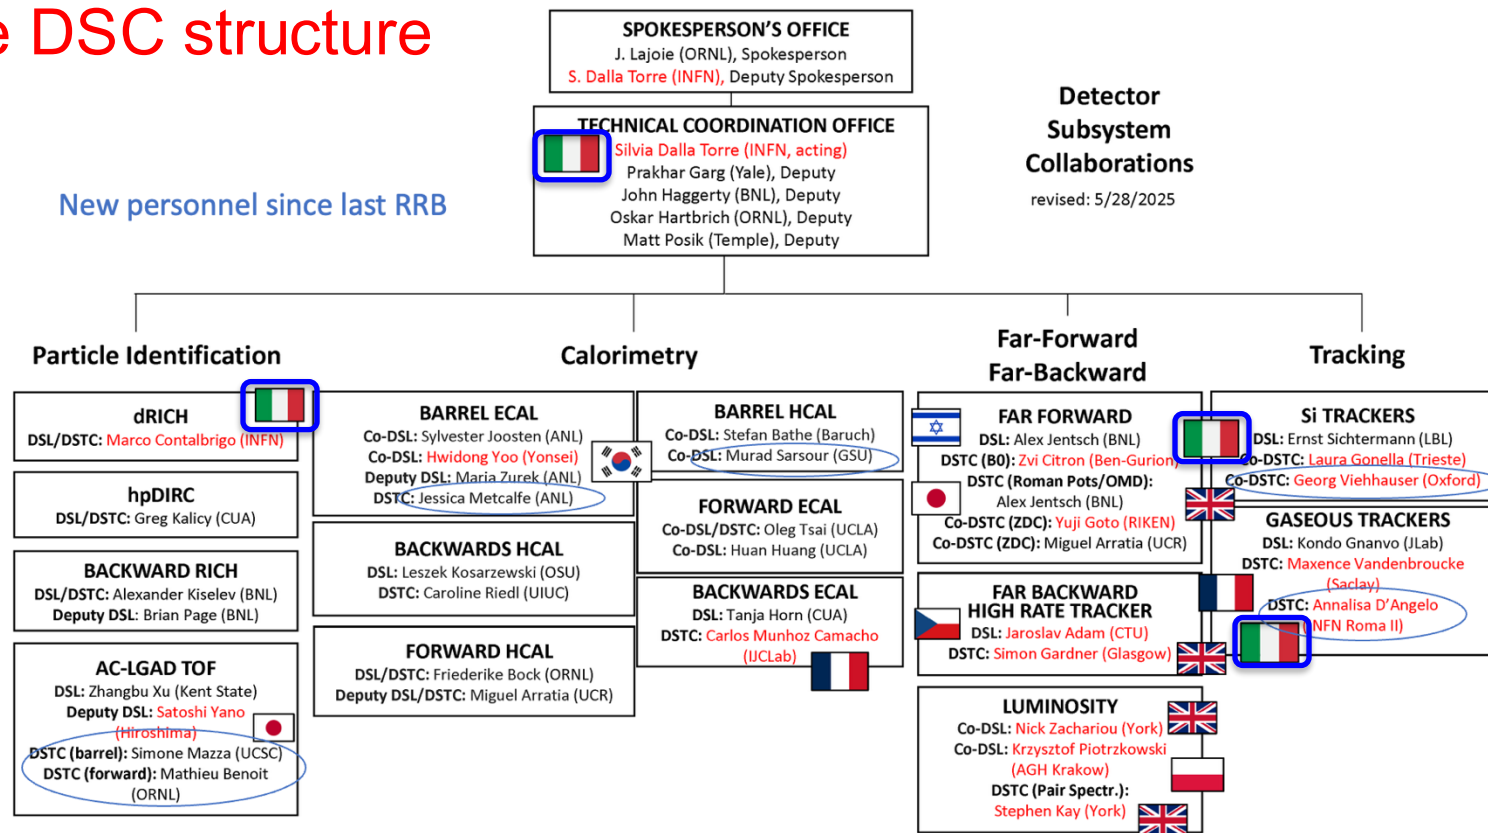 e DSC structure
SPOKESPERSON'S OFFICE
J. Lajoie (ORNL), Spokesperson
S. Dalla Torre (INFN), Deputy Spokesperson
TECHNICAL COORDINATION OFFICE
Silvia Dalla Torre (INFN, acting)
Prakhar Garg (Yale), Deputy
John Haggerty (BNL), Deputy
Oskar Hartbrich (ORNL), Deputy
Matt Posik (Temple), Deputy
Detector
Subsystem
Collaborations
revised: 5/28/2025
New personnel since last RRB
Particle Identification
dRICH
DSL/DSTC: Marco Contalbrigo (INFN)
hpDIRC
DSL/DSTC: Greg Kalicy (CUA)
BACKWARD RICH
DSL/DSTC: Alexander Kiselev (BNL)
Deputy DSL: Brian Page (BNL)
AC-LGAD TOF
DSL: Zhangbu Xu (Kent State)
Deputy DSL: Satoshi Yano
(Hiroshima)
DSTC (barrel): Simone Mazza (UCSC)
DSTC (forward): Mathieu Benoit
(ORNL)
Calorimetry
BARREL ECAL
Co-DSL: Sylvester Joosten (ANL)
Co-DSL: Hwidong Yoo (Yonsei)
Deputy DSL: Maria Zurek (ANL)
DSTC: Jessica Metcalfe (ANL)
BACKWARDS HCAL
DSL: Leszek Kosarzewski (OSU)
DSTC: Caroline Riedl (UIUC)
FORWARD HCAL
DSL/DSTC: Friederike Bock (ORNL)
Deputy DSL/DSTC: Miguel Arratia (UCR)
BARREL HCAL
Co-DSL: Stefan Bathe (Baruch)
Co-DSL: Murad Sarsour (GSU)
FORWARD ECAL
Co-DSL/DSTC: Oleg Tsai (UCLA)
Co-DSL: Huan Huang (UCLA)
BACKWARDS ECAL
DSL: Tanja Horn (CUA)
DSTC: Carlos Munhoz Camacho
(IJCLab)
Far-Forward
Far-Backward
FAR FORWARD
DSL: Alex Jentsch (BNL)
DSTC (B0): Zvi Citron (Ben-Gurion)
DSTC (Roman Pots/OMD):
Alex Jentsch (BNL)
Co-DSTC (ZDC): Yuji Goto (RIKEN)
Co-DSTC (ZDC): Miguel Arratia (UCR)
FAR BACKWARD
HIGH RATE TRACKER
DSL: Jaroslav Adam (CTU)
DSTC: Simon Gardner (Glasgow)
LUMINOSITY
Co-DSL: Nick Zachariou (York)
Co-DSL: Krzysztof Piotrzkowski
(AGH Krakow)
DSTC (Pair Spectr.):
Stephen Kay (York)
Tracking
Si TRACKERS
DSL: Ernst Sichtermann (LBL)
Co-DSTC: Laura Gonella (Trieste)
Co-DSTC: Georg Viehhauser (Oxford)
GASEOUS TRACKERS
DSL: Kondo Gnanvo (JLab)
DSTC: Maxence Vandenbroucke
(Saclay)
DSTC: Annalisa D'Angelo
(INFN Roma II)